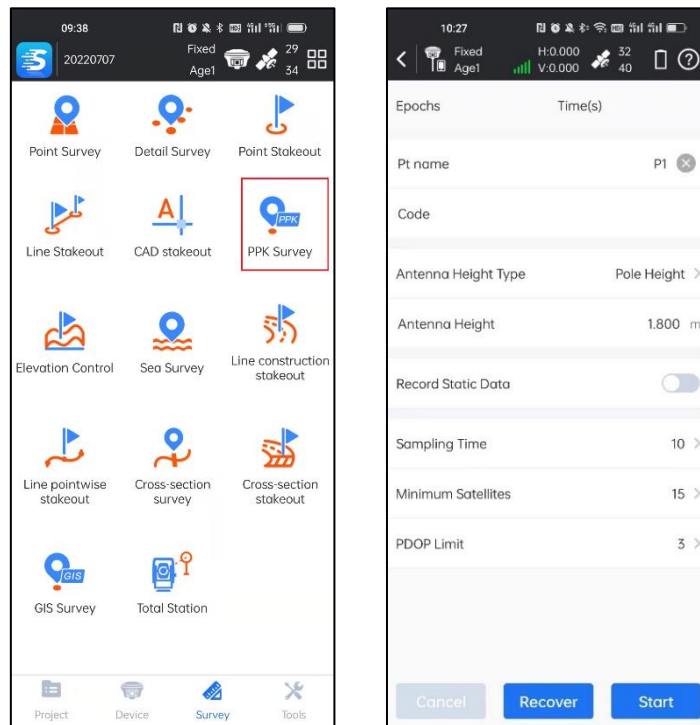 09:38
20220707
Fixed
Age1
29
34
Point Survey
Detail Survey
Point Stakeout
A
PPK
Line Stakeout
CAD stakeout
PPK Survey
Elevation Control
Sea Survey
Line construction
stakeout
Line pointwise
stakeout
Cross-section
survey
Cross-section
stakeout
GIS
GIS Survey
Total Station
Project
Device
Survey
Tools
10:27
Fixed
Age1
H:0.000
V:0.000
32
40
Epochs Time(s)
Pt name P1
Code
Antenna Height Type Pole Height
Antenna Height 1.800 m
Record Static Data
Sampling Time 10
Minimum Satellites 15
PDOP Limit 3
Cancel Recover Start